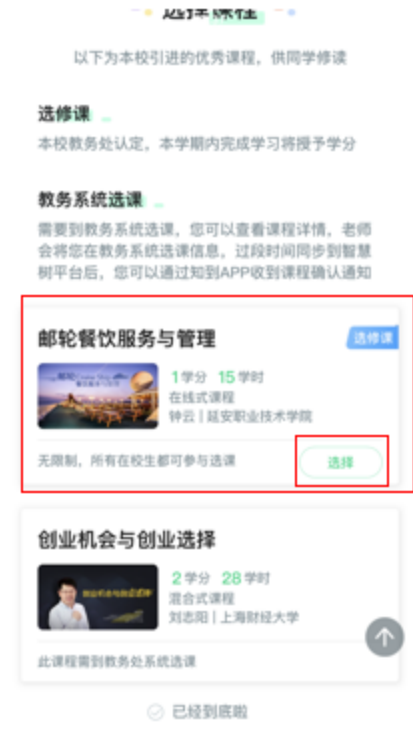 选择课程
以下为本校引进的优秀课程，供同学修读
选修课
本校教务处认定，本学期内完成学习将授予学分
教务系统选课
需要到教务系统选课，您可以查看课程详情，老师
会将您在教务系统选课信息，过段时间同步到智慧
树平台后，您可以通过知到APP收到课程确认通知
邮轮餐饮服务与管理
选修课
1学分 15学时
在线式课程
钟云 | 延安职业技术学院
无限制，所有在校生都可参与选课
选择
创业机会与创业选择
2学分 28学时
混合式课程
刘志阳 | 上海财经大学
此课程需到教务处系统选课
已经到底啦